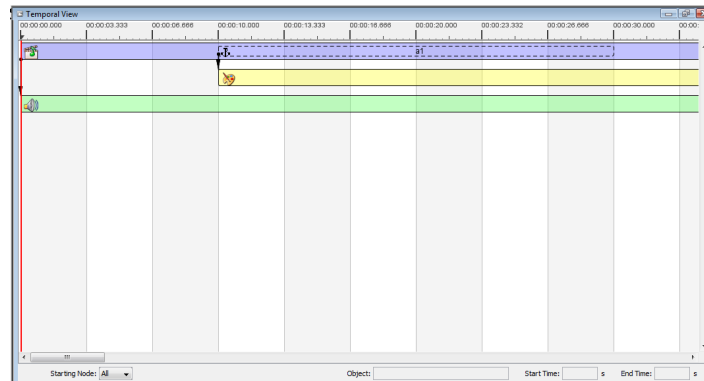 Temporal View
00:00:00.000 00:00:03.333 00:00:06.666 00:00:10.000 00:00:13.333 00:00:16.666 00:00:20.000 00:00:23.332 00:00:26.666 00:00:30.000 00:00:
a1
Starting Node: All Object: Start Time: s End Time: s